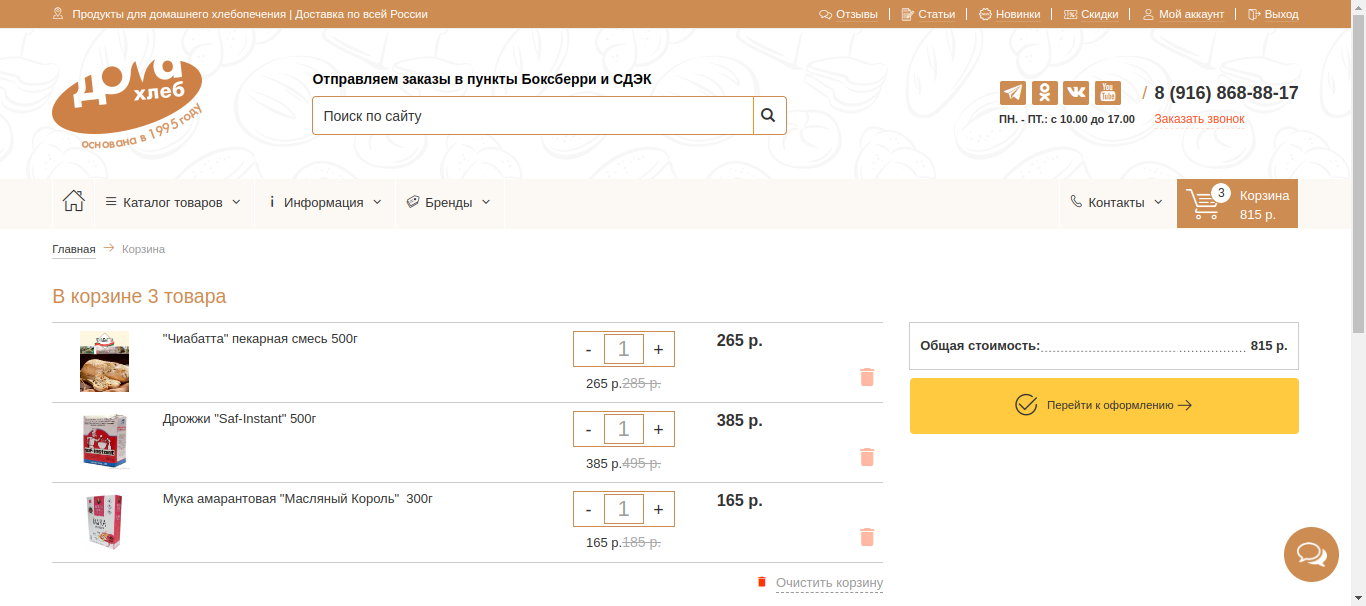 Продукты для домашнего хлебопечения | Доставка по всей России
Отзывы
Статьи
Новинки
Скидки
Мой аккаунт
Выход
дома
хлеб
основана в 1995 году
Отправляем заказы в пункты Боксберри и СДЭК
Поиск по сайту
You
Tube
/ 8 (916) 868-88-17
ПН. - ПТ.: с 10.00 до 17.00
Заказать звонок
Каталог товаров
Информация
Бренды
Контакты
3
Корзина
815 р.
Главная
Корзина
В корзине 3 товара
"Чиабатта" пекарная смесь 500г
- 1 +
265 р.285 р.
265 р.
Дрожжи "Saf-Instant" 500г
- 1 +
385 р.495 р.
385 р.
saf-instant
Мука амарантовая "Масляный Король" 300г
- 1 +
165 р.185 р.
165 р.
МУКА
Очистить корзину
Общая стоимость: 815 р.
Перейти к оформлению